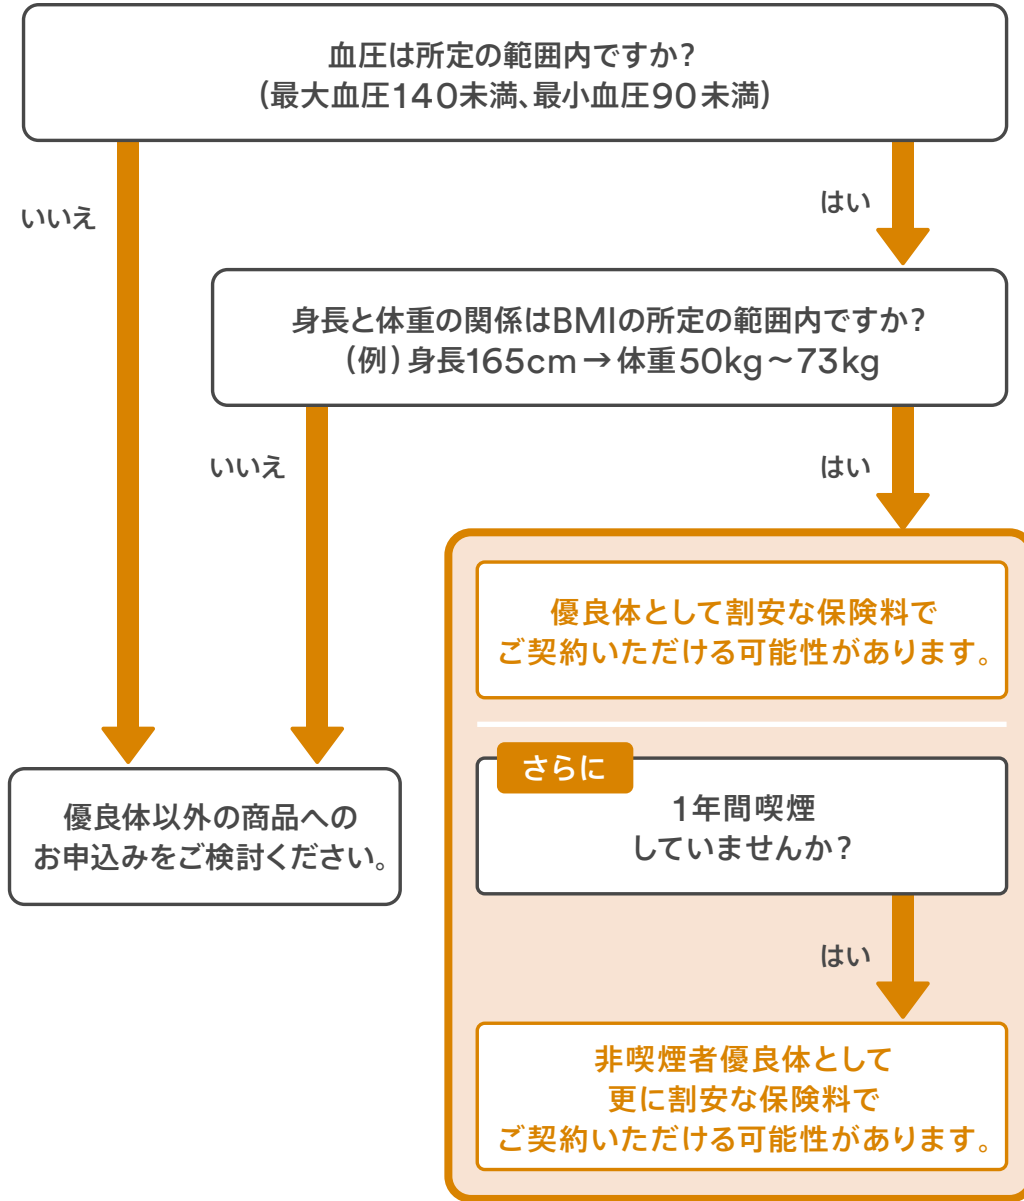 血圧は所定の範囲内ですか?
(最大血圧140未満、最小血圧90未満)
いいえ
はい
身長と体重の関係はBMIの所定の範囲内ですか?
(例)身長165cm→体重50kg〜73kg
いいえ
はい
優良体として割安な保険料で
ご契約いただける可能性があります。
優良体以外の商品への
お申込みをご検討ください。
さらに
1年間喫煙
していませんか?
はい
非喫煙者優良体として
更に割安な保険料で
ご契約いただける可能性があります。